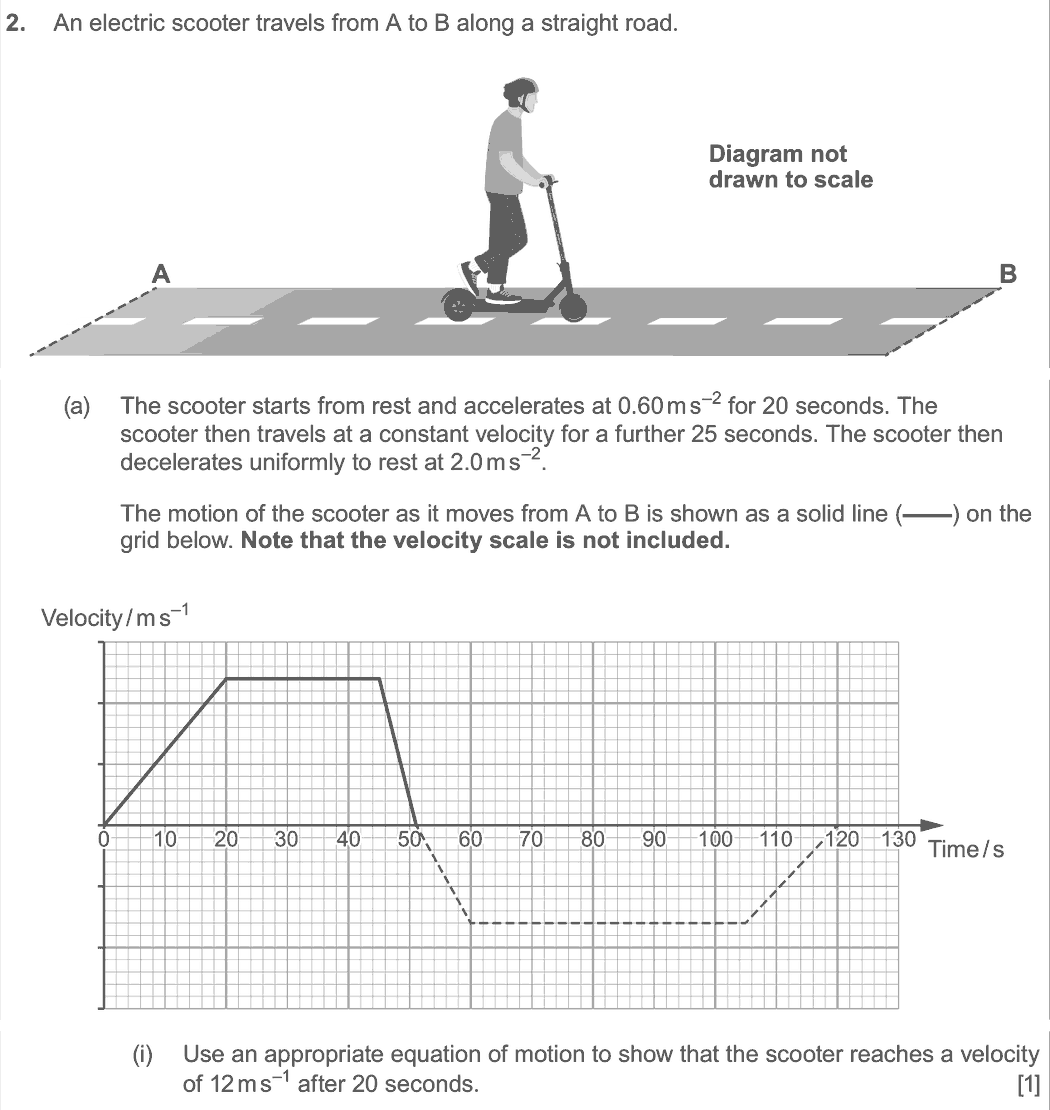 2. An electric scooter travels from A to B along a straight road.
Diagram not
drawn to scale
A
B
(a) The scooter starts from rest and accelerates at 0.60 m s⁻² for 20 seconds. The
scooter then travels at a constant velocity for a further 25 seconds. The scooter then
decelerates uniformly to rest at 2.0 m s⁻².
The motion of the scooter as it moves from A to B is shown as a solid line (——) on the
grid below. Note that the velocity scale is not included.
Velocity / m s⁻¹
0 10 20 30 40 50 60 70 80 90 100 110 120 130
Time / s
(i) Use an appropriate equation of motion to show that the scooter reaches a velocity
of 12 m s⁻¹ after 20 seconds. [1]